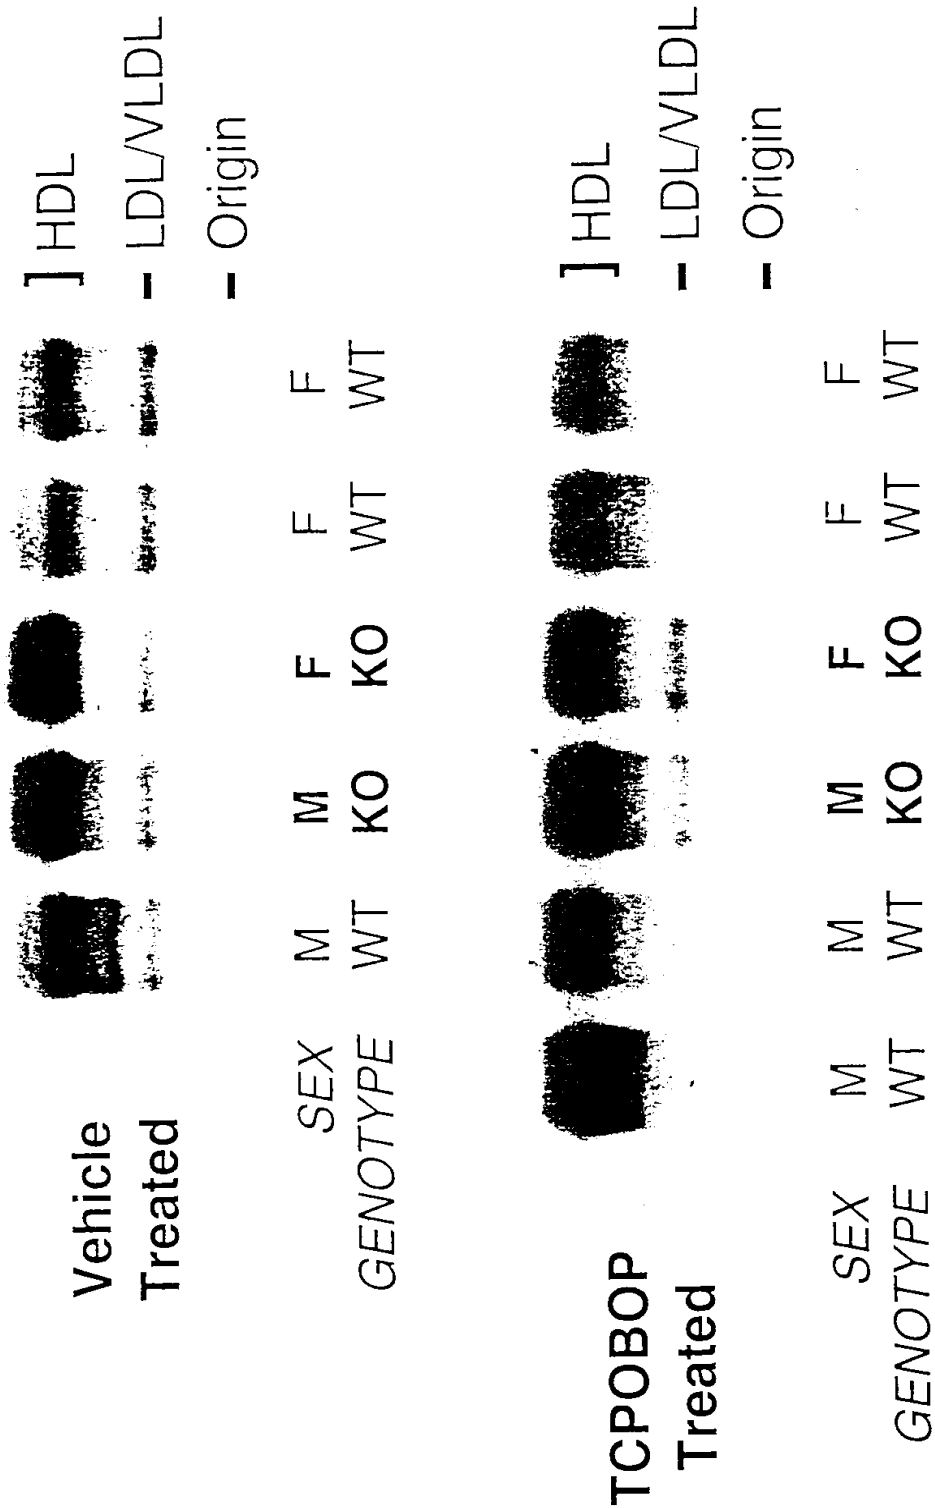 Vehicle
Treated
] HDL
– LDL/VLDL
– Origin
SEX M M F F F
GENOTYPE WT KO KO WT WT
TCPOBOP
Treated
] HDL
– LDL/VLDL
– Origin
SEX M M M F F F
GENOTYPE WT WT KO KO WT WT